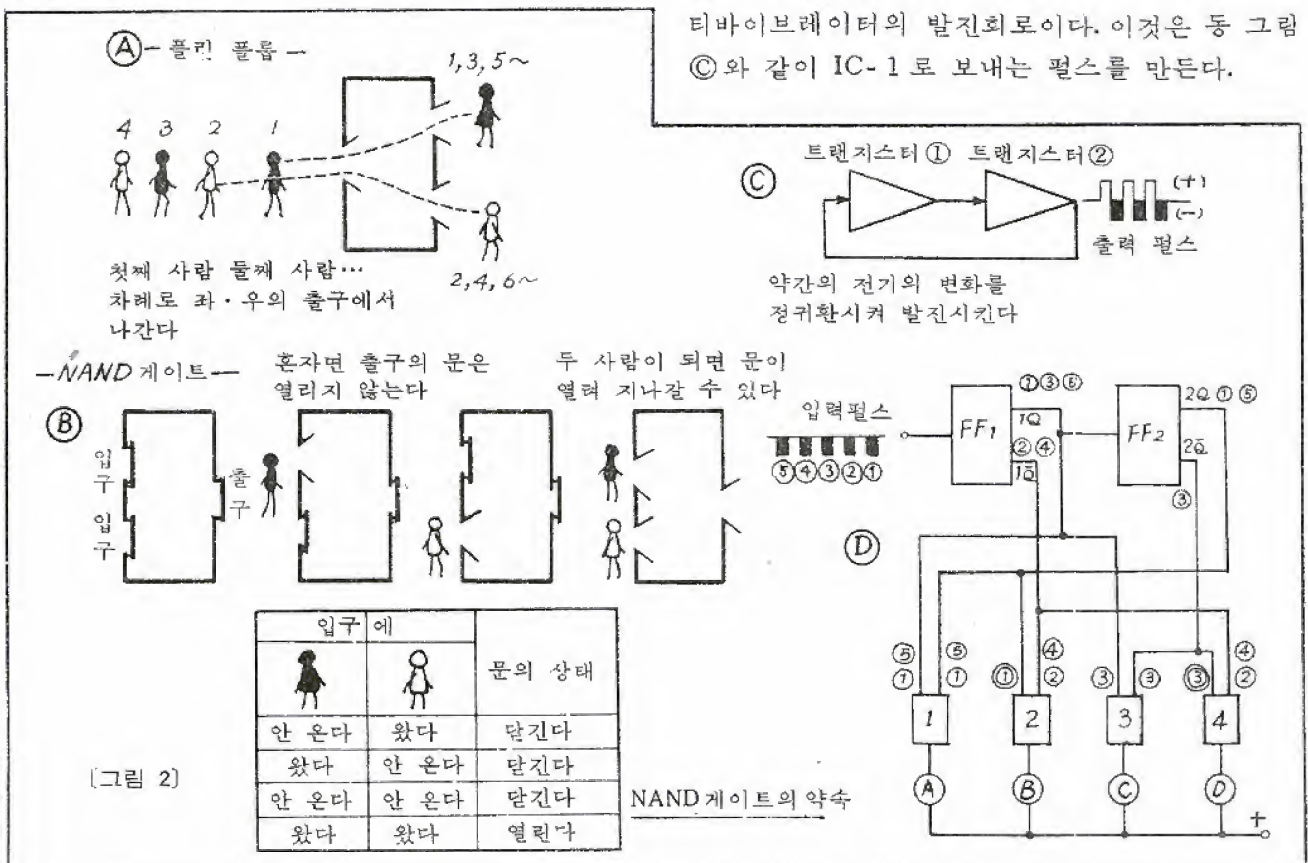 티바이브레이터의 발진회로이다. 이것은 동 그림
Ⓒ와 같이 IC-1로 보내는 펄스를 만든다.
Ⓐ— 플립 플롭 —
1, 3, 5~
4 3 2 1
2, 4, 6~
첫째 사람 둘째 사람…
차례로 좌·우의 출구에서
나간다
Ⓒ
트랜지스터① 트랜지스터②
(+)
(-)
출력 펄스
약간의 전기의 변화를
정귀환시켜 발진시킨다
—NAND 게이트—
Ⓑ
혼자면 출구의 문은
열리지 않는다
두 사람이 되면 문이
열려 지나갈 수 있다
입구
입구
출구
입구에
문의 상태
안 온다 왔다 닫긴다
왔다 안 온다 닫긴다
안 온다 안 온다 닫긴다
왔다 왔다 열린다
NAND 게이트의 약속
[그림 2]
Ⓓ
입력펄스
⑤④③②①
FF₁
①③⑥
1Q
②④
1Q̄
FF₂
2Q ①⑤
2Q̄
③
⑤ ⑤ ④ ④
① ① ① ② ③ ③ ③ ②
1 2 3 4
Ⓐ Ⓑ Ⓒ Ⓓ
+